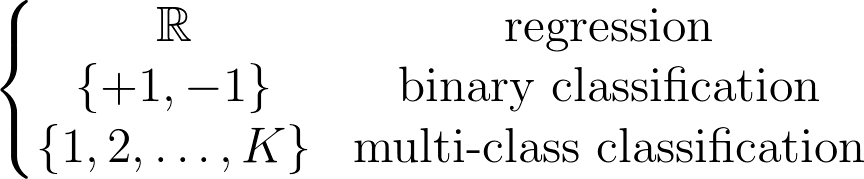 ℝ regression
{+1, −1} binary classification
{1, 2, . . . , K} multi-class classification